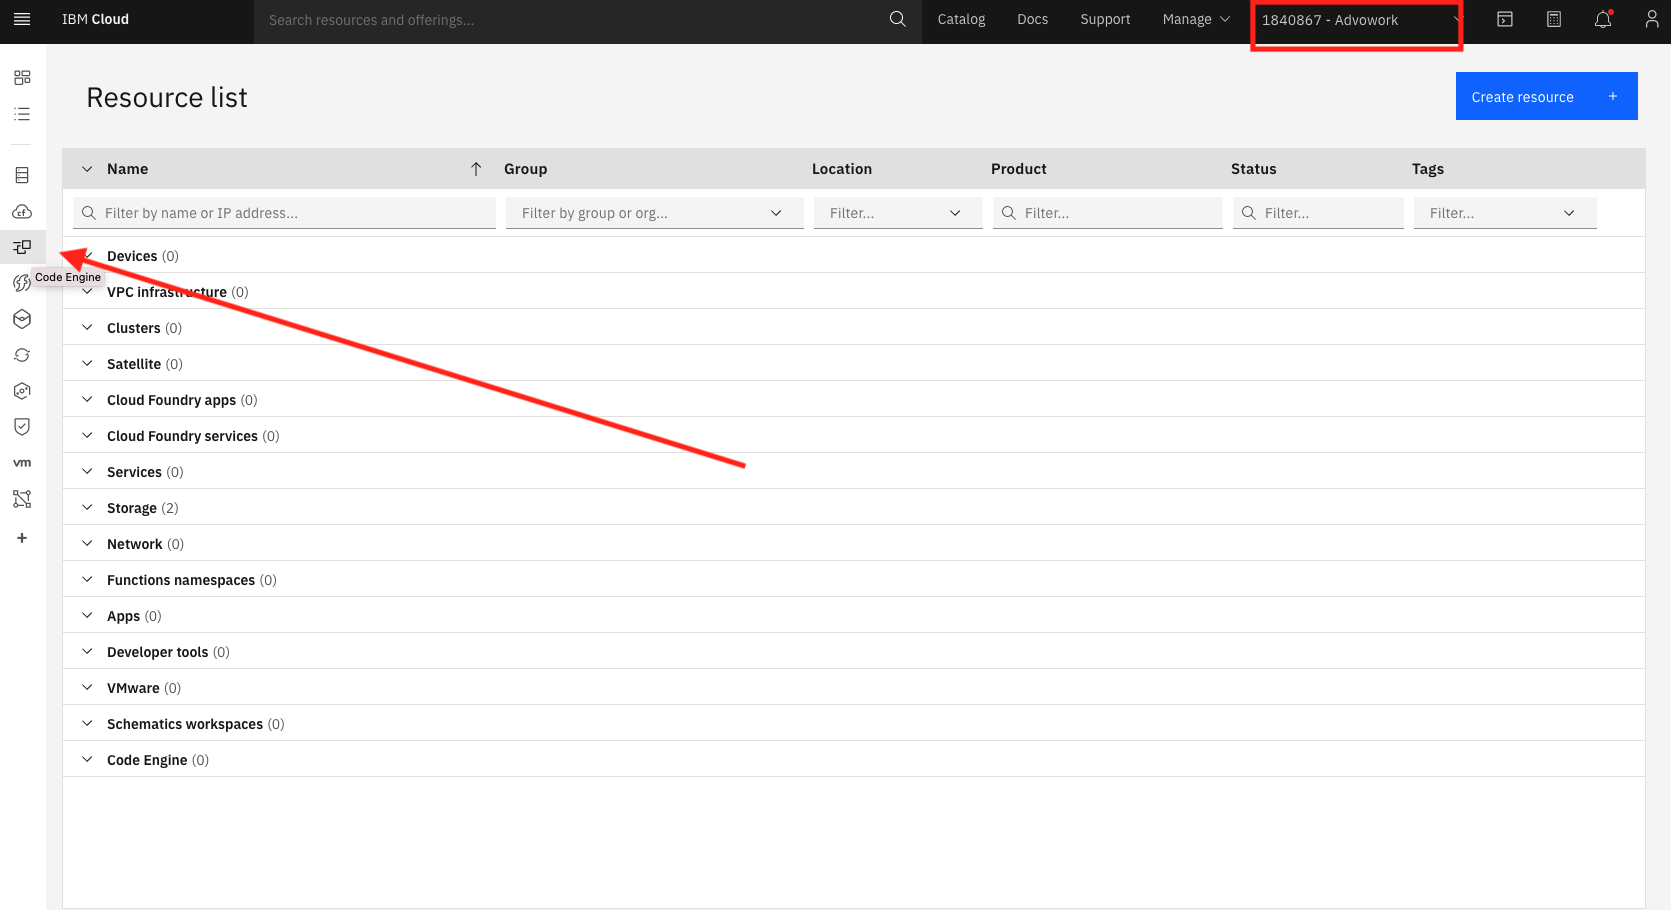 IBM Cloud
Search resources and offerings...
Catalog
Docs
Support
Manage
1840867 - Advowork
Resource list
Create resource +
Name
Group
Location
Product
Status
Tags
Filter by name or IP address...
Filter by group or org...
Filter...
Filter...
Filter...
Filter...
Devices (0)
Code Engine
VPC infrastructure (0)
Clusters (0)
Satellite (0)
Cloud Foundry apps (0)
Cloud Foundry services (0)
vm
Services (0)
Storage (2)
Network (0)
Functions namespaces (0)
Apps (0)
Developer tools (0)
VMware (0)
Schematics workspaces (0)
Code Engine (0)